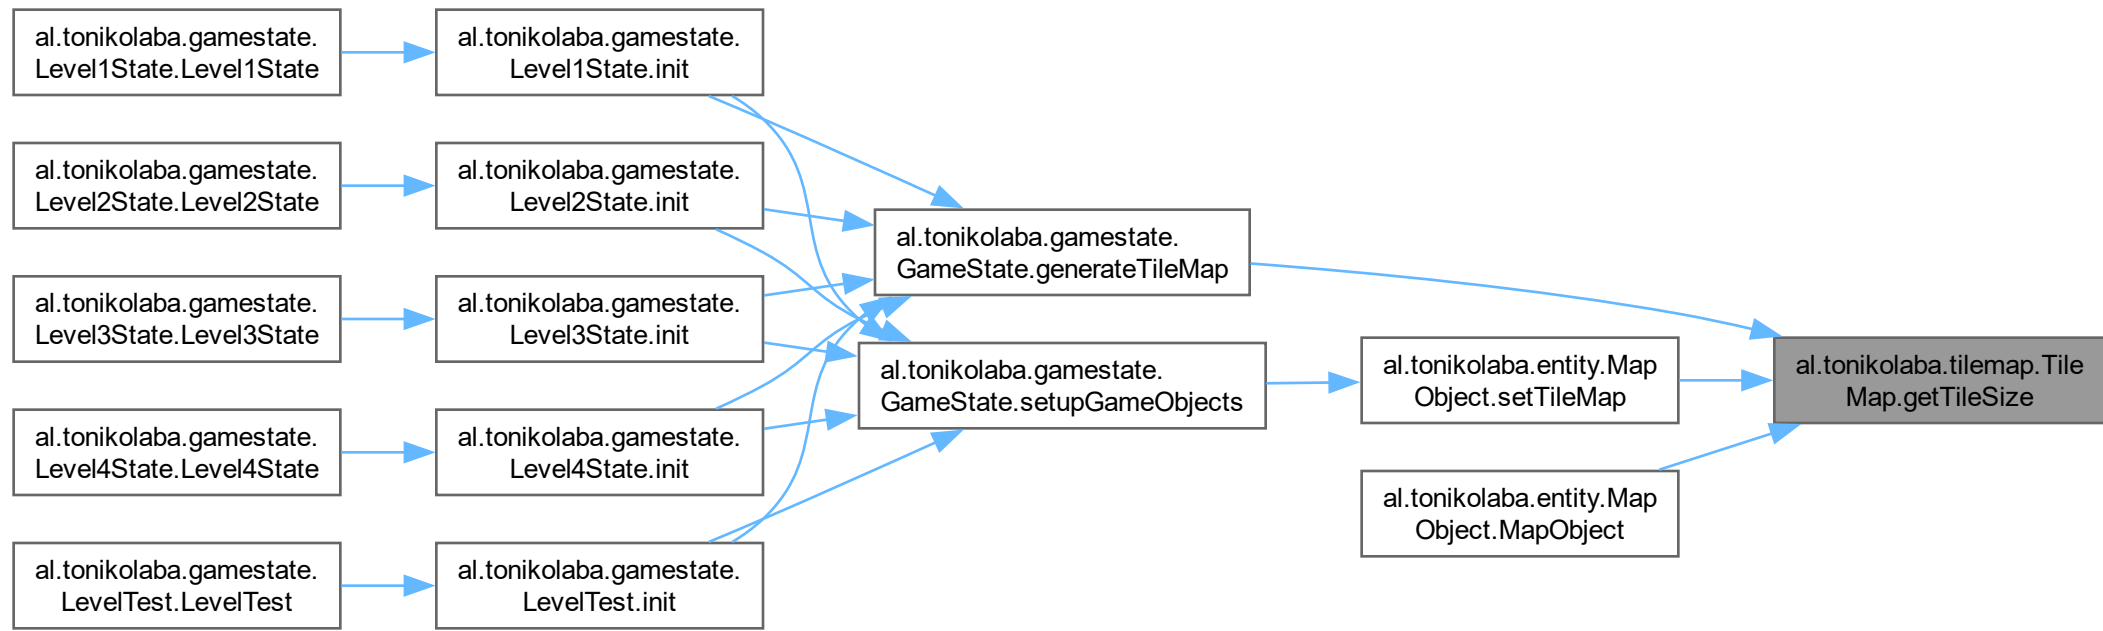 al.tonikolaba.gamestate.
Level1State.Level1State
al.tonikolaba.gamestate.
Level1State.init
al.tonikolaba.gamestate.
Level2State.Level2State
al.tonikolaba.gamestate.
Level2State.init
al.tonikolaba.gamestate.
GameState.generateTileMap
al.tonikolaba.gamestate.
Level3State.Level3State
al.tonikolaba.gamestate.
Level3State.init
al.tonikolaba.gamestate.
GameState.setupGameObjects
al.tonikolaba.entity.Map
Object.setTileMap
al.tonikolaba.tilemap.Tile
Map.getTileSize
al.tonikolaba.gamestate.
Level4State.Level4State
al.tonikolaba.gamestate.
Level4State.init
al.tonikolaba.entity.Map
Object.MapObject
al.tonikolaba.gamestate.
LevelTest.LevelTest
al.tonikolaba.gamestate.
LevelTest.init